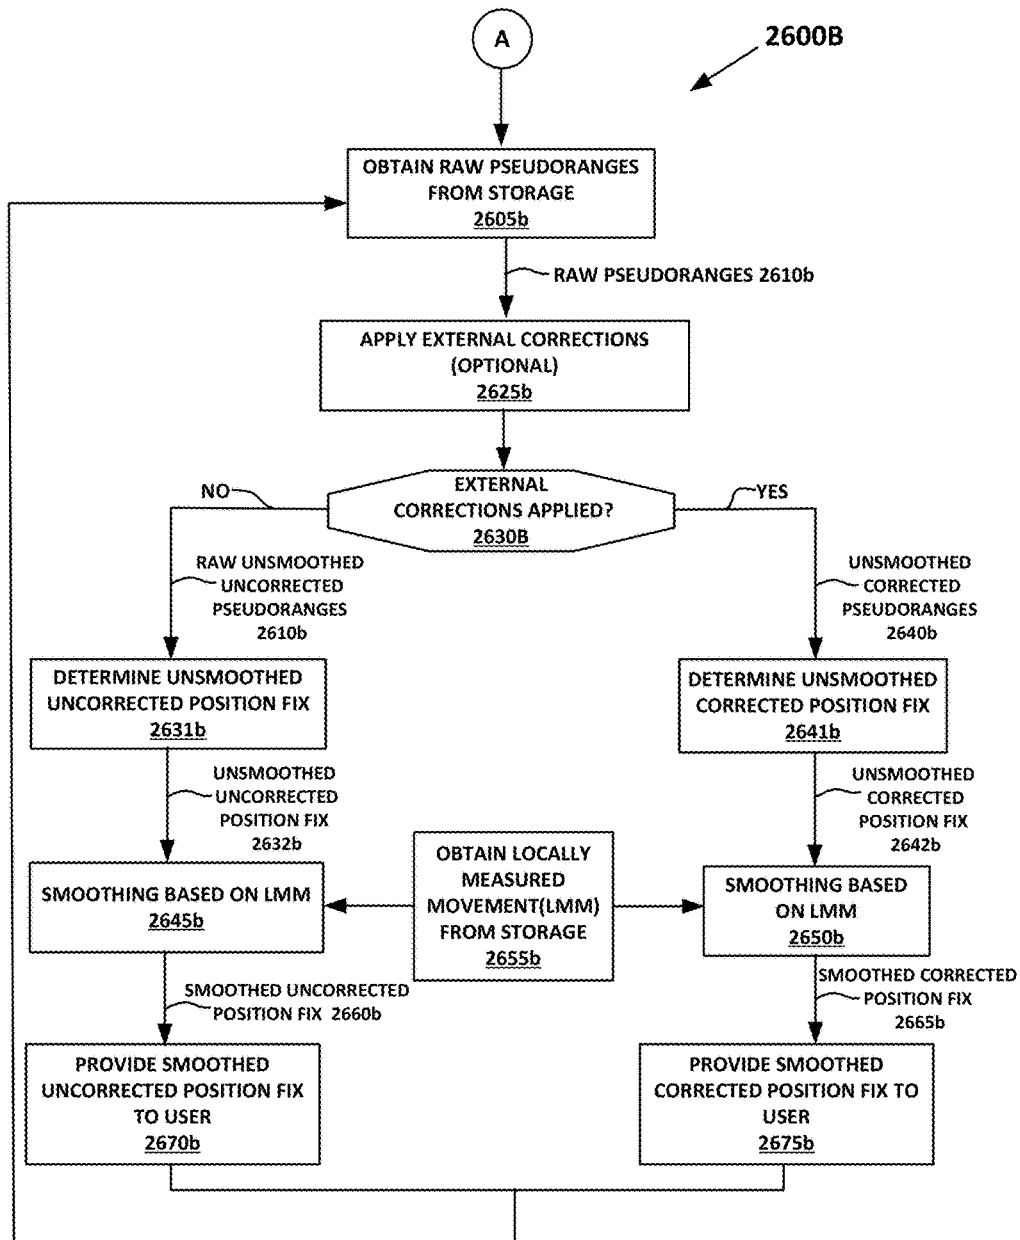 A
2600B
OBTAIN RAW PSEUDORANGES
FROM STORAGE
2605b
RAW PSEUDORANGES 2610b
APPLY EXTERNAL CORRECTIONS
(OPTIONAL)
2625b
EXTERNAL
CORRECTIONS APPLIED?
2630B
NO
YES
RAW UNSMOOTHED
UNCORRECTED
PSEUDORANGES
2610b
UNSMOOTHED
CORRECTED
PSEUDORANGES
2640b
DETERMINE UNSMOOTHED
UNCORRECTED POSITION FIX
2631b
DETERMINE UNSMOOTHED
CORRECTED POSITION FIX
2641b
UNSMOOTHED
UNCORRECTED
POSITION FIX
2632b
UNSMOOTHED
CORRECTED
POSITION FIX
2642b
SMOOTHING BASED ON LMM
2645b
OBTAIN LOCALLY
MEASURED
MOVEMENT(LMM)
FROM STORAGE
2655b
SMOOTHING BASED
ON LMM
2650b
SMOOTHED UNCORRECTED
POSITION FIX 2660b
SMOOTHED CORRECTED
POSITION FIX
2665b
PROVIDE SMOOTHED
UNCORRECTED POSITION FIX
TO USER
2670b
PROVIDE SMOOTHED
CORRECTED POSITION FIX TO
USER
2675b